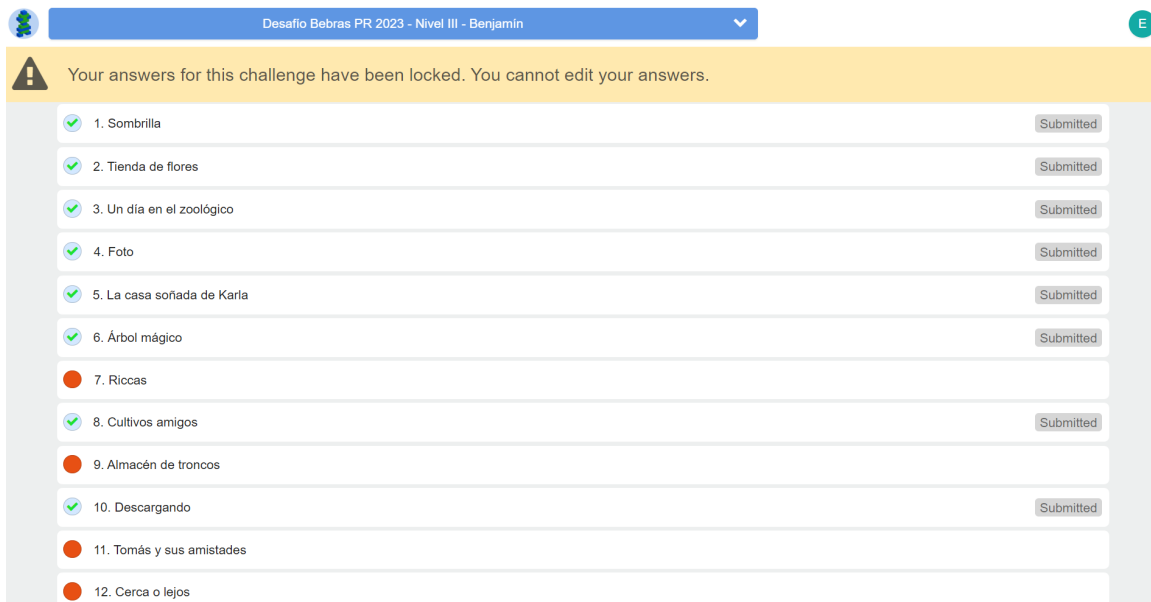 Desafío Bebras PR 2023 - Nivel III - Benjamín
E
Your answers for this challenge have been locked. You cannot edit your answers.
1. Sombrilla Submitted
2. Tienda de flores Submitted
3. Un día en el zoológico Submitted
4. Foto Submitted
5. La casa soñada de Karla Submitted
6. Árbol mágico Submitted
7. Riccas
8. Cultivos amigos Submitted
9. Almacén de troncos
10. Descargando Submitted
11. Tomás y sus amistades
12. Cerca o lejos